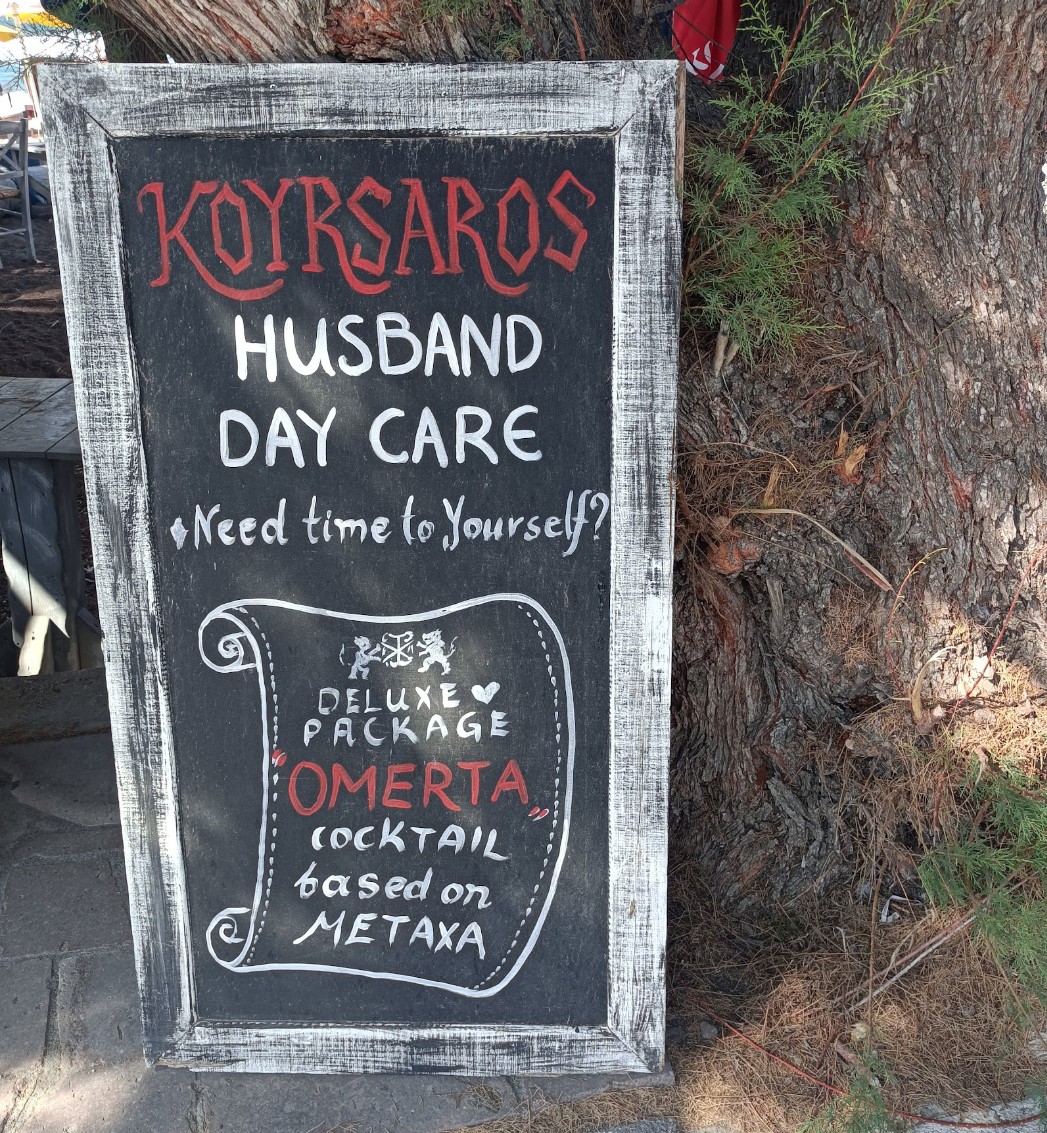 KOYRSAROS
HUSBAND
DAY CARE
Need time to Yourself?
DELUXE
PACKAGE
"OMERTA„
COCKTAIL
based on
METAXA